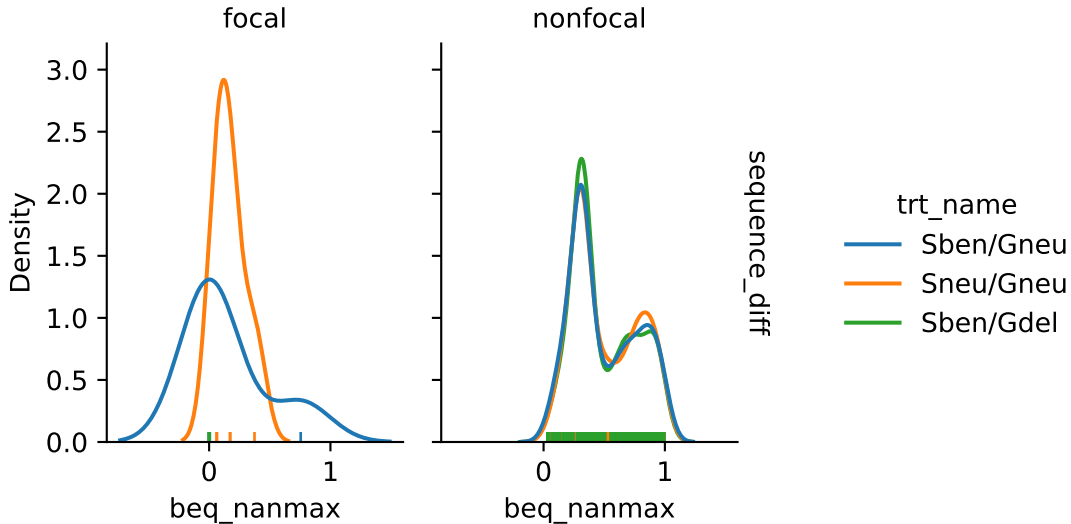 focal
nonfocal
3.0
2.5
2.0
1.5
1.0
0.5
0.0
Density
0
1
beq_nanmax
0
1
beq_nanmax
sequence_diff
trt_name
Sben/Gneu
Sneu/Gneu
Sben/Gdel